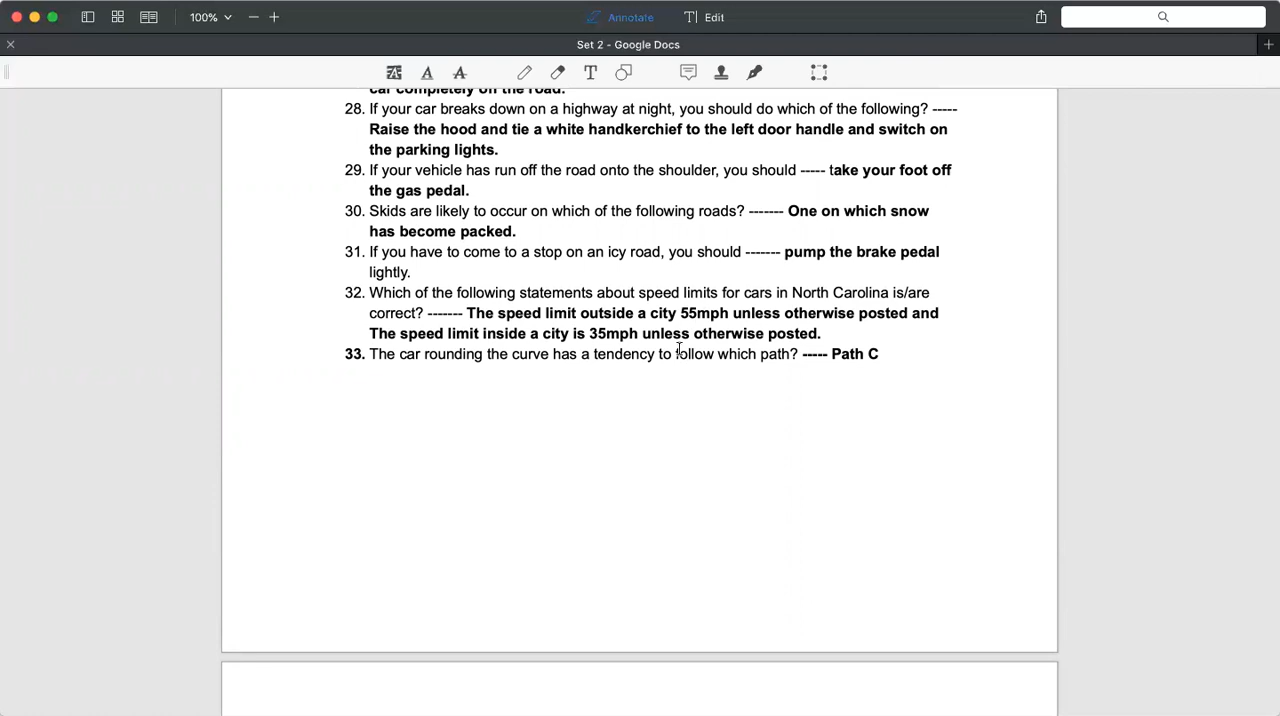 100%
Annotate
Edit
Set 2 - Google Docs
car completely off the road.
28. If your car breaks down on a highway at night, you should do which of the following? -----
Raise the hood and tie a white handkerchief to the left door handle and switch on
the parking lights.
29. If your vehicle has run off the road onto the shoulder, you should ----- take your foot off
the gas pedal.
30. Skids are likely to occur on which of the following roads? ------- One on which snow
has become packed.
31. If you have to come to a stop on an icy road, you should ------- pump the brake pedal
lightly.
32. Which of the following statements about speed limits for cars in North Carolina is/are
correct? ------- The speed limit outside a city 55mph unless otherwise posted and
The speed limit inside a city is 35mph unless otherwise posted.
33. The car rounding the curve has a tendency to follow which path? ----- Path C